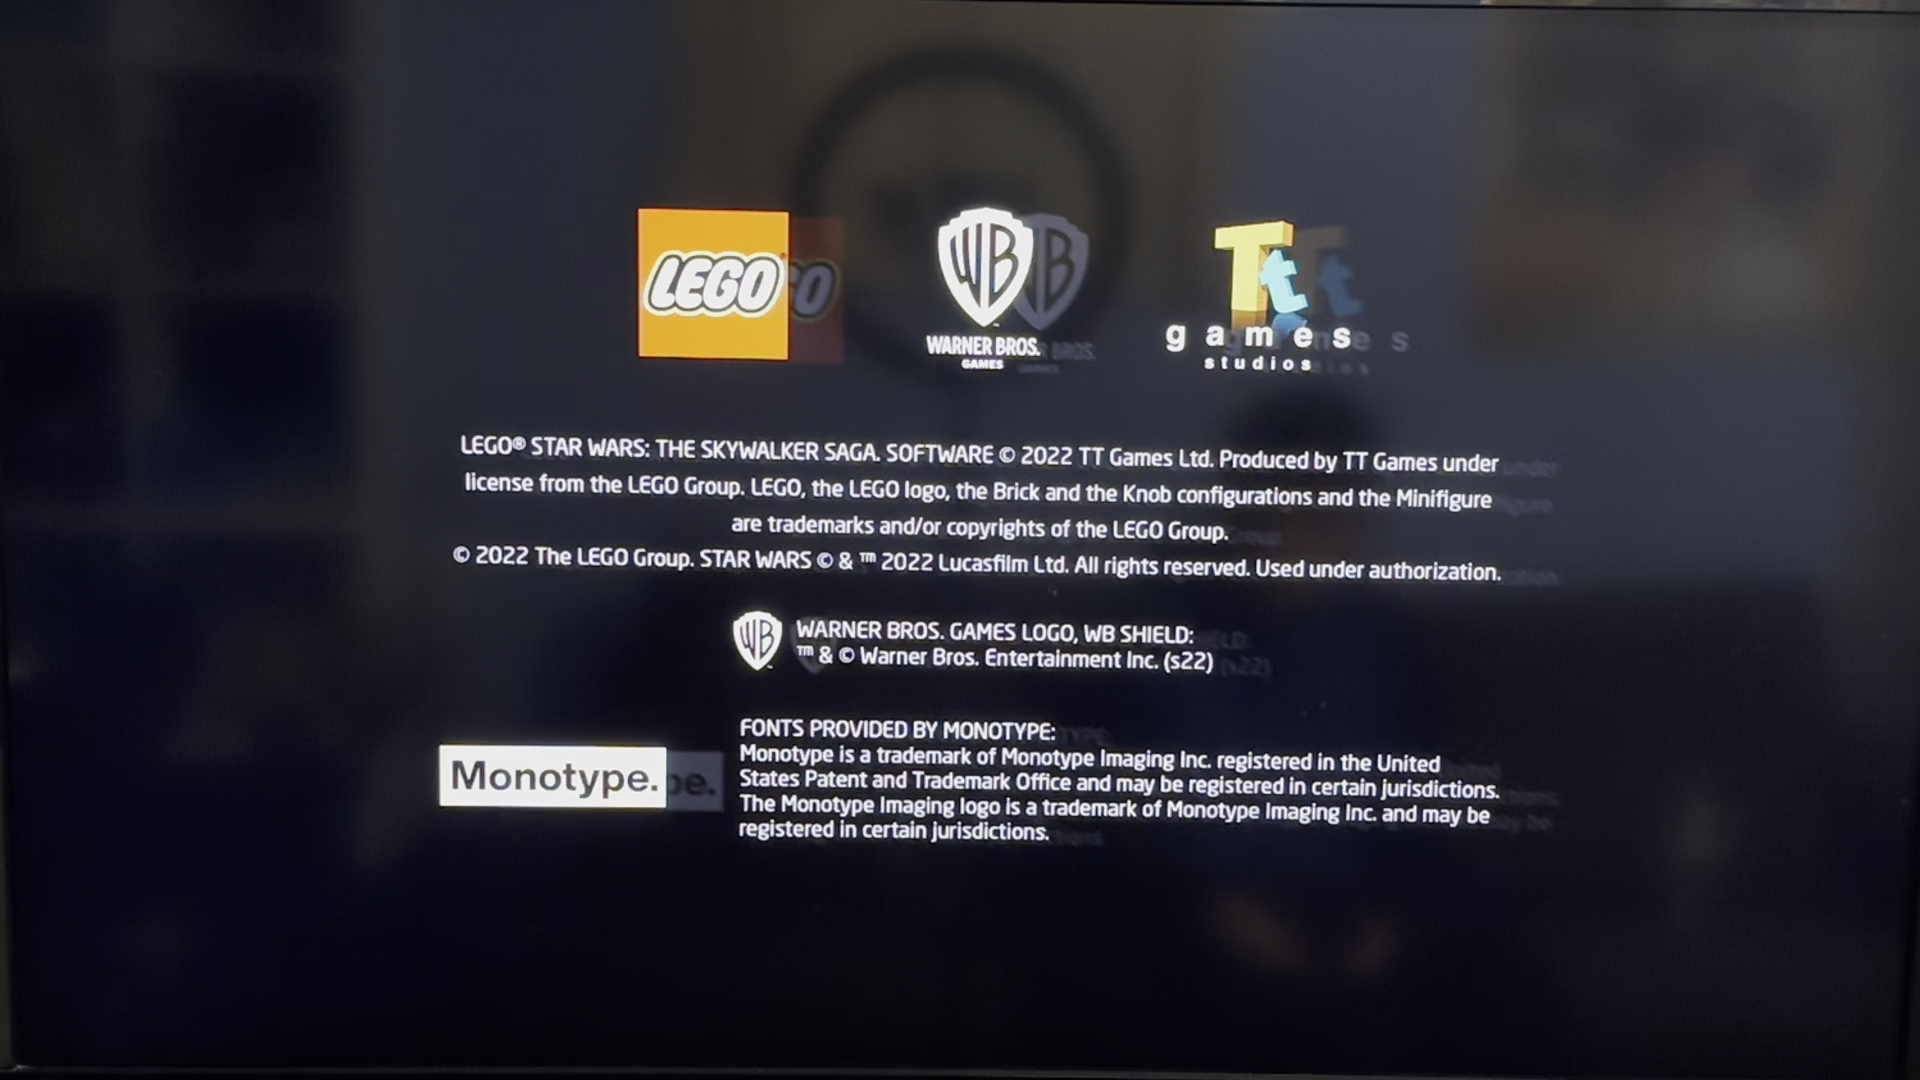 LEGO
WB
WARNER BROS.
GAMES
Tt
games
studios
LEGO® STAR WARS: THE SKYWALKER SAGA. SOFTWARE © 2022 TT Games Ltd. Produced by TT Games under
license from the LEGO Group. LEGO, the LEGO logo, the Brick and the Knob configurations and the Minifigure
are trademarks and/or copyrights of the LEGO Group.
© 2022 The LEGO Group. STAR WARS © & ™ 2022 Lucasfilm Ltd. All rights reserved. Used under authorization.
WB
WARNER BROS. GAMES LOGO, WB SHIELD:
™ & © Warner Bros. Entertainment Inc. (s22)
Monotype.
FONTS PROVIDED BY MONOTYPE:
Monotype is a trademark of Monotype Imaging Inc. registered in the United
States Patent and Trademark Office and may be registered in certain jurisdictions.
The Monotype Imaging logo is a trademark of Monotype Imaging Inc. and may be
registered in certain jurisdictions.